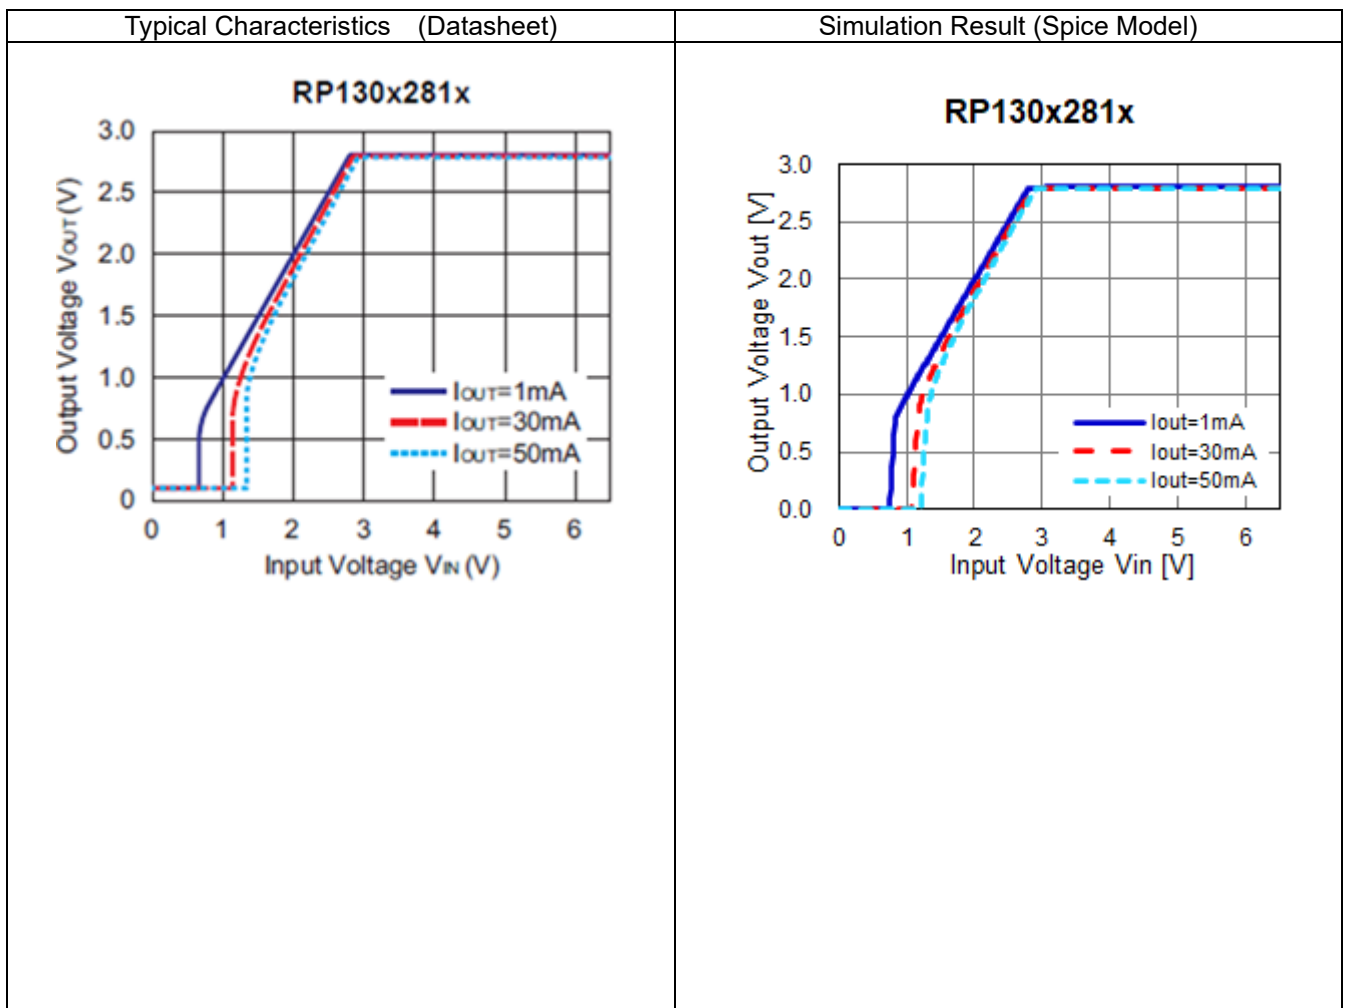 Typical Characteristics (Datasheet)
Simulation Result (Spice Model)
RP130x281x
3.0
2.5
2.0
1.5
1.0
0.5
0
Output Voltage VOUT (V)
IOUT=1mA
IOUT=30mA
IOUT=50mA
0 1 2 3 4 5 6
Input Voltage VIN (V)
RP130x281x
3.0
2.5
2.0
1.5
1.0
0.5
0.0
Output Voltage Vout [V]
Iout=1mA
Iout=30mA
Iout=50mA
0 1 2 3 4 5 6
Input Voltage Vin [V]